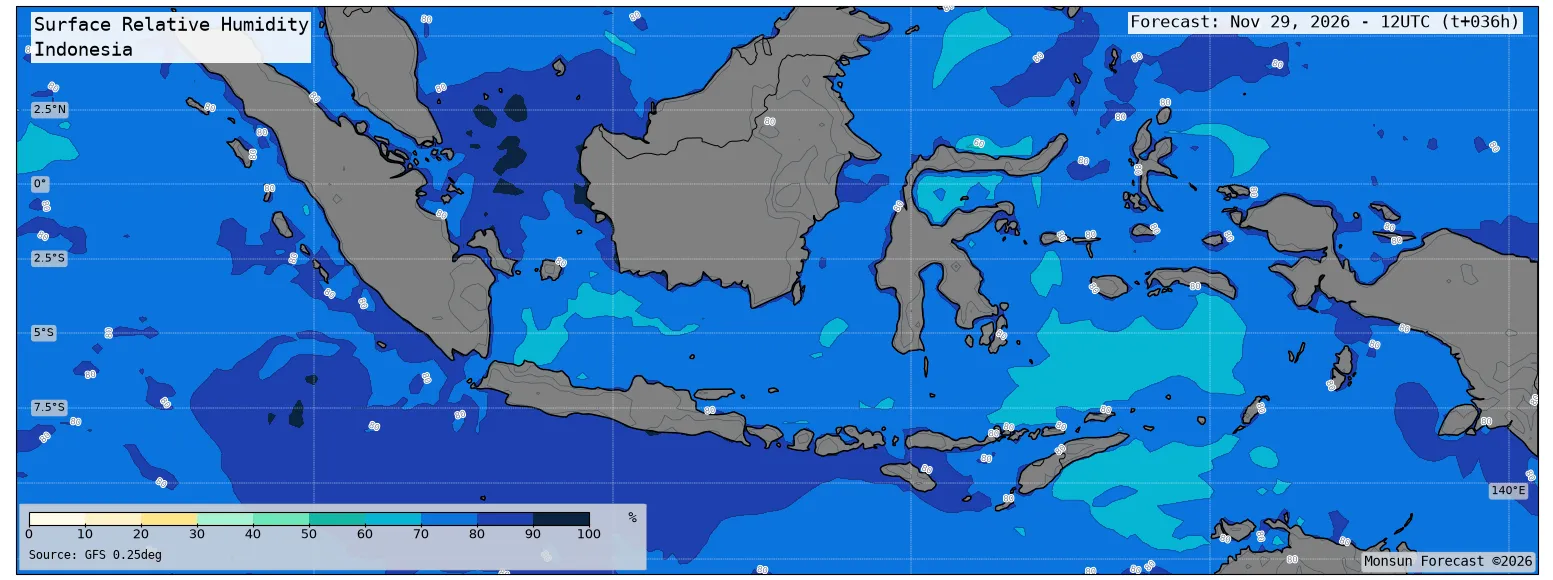 Surface Relative Humidity
Indonesia
Forecast: Nov 29, 2026 - 12UTC (t+036h)
2.5°N
0°
2.5°S
5°S
7.5°S
140°E
%
0 10 20 30 40 50 60 70 80 90 100
Source: GFS 0.25deg
Monsun Forecast ©2026